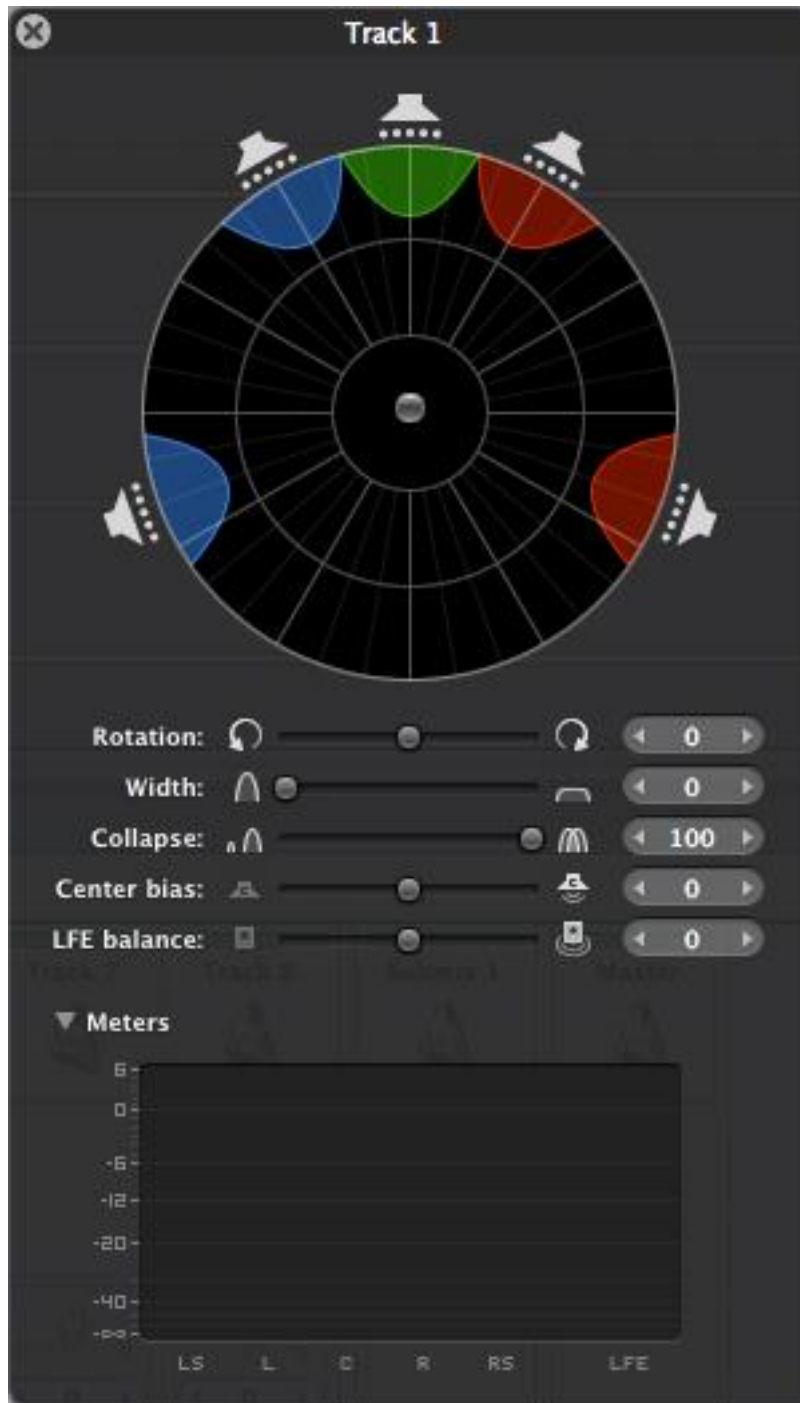 Track 1
Rotation: 0
Width: 0
Collapse: 100
Center bias: C C 0
LFE balance: 0
Meters
6
0
-6
-12
-20
-40
-∞
LS L C R RS LFE